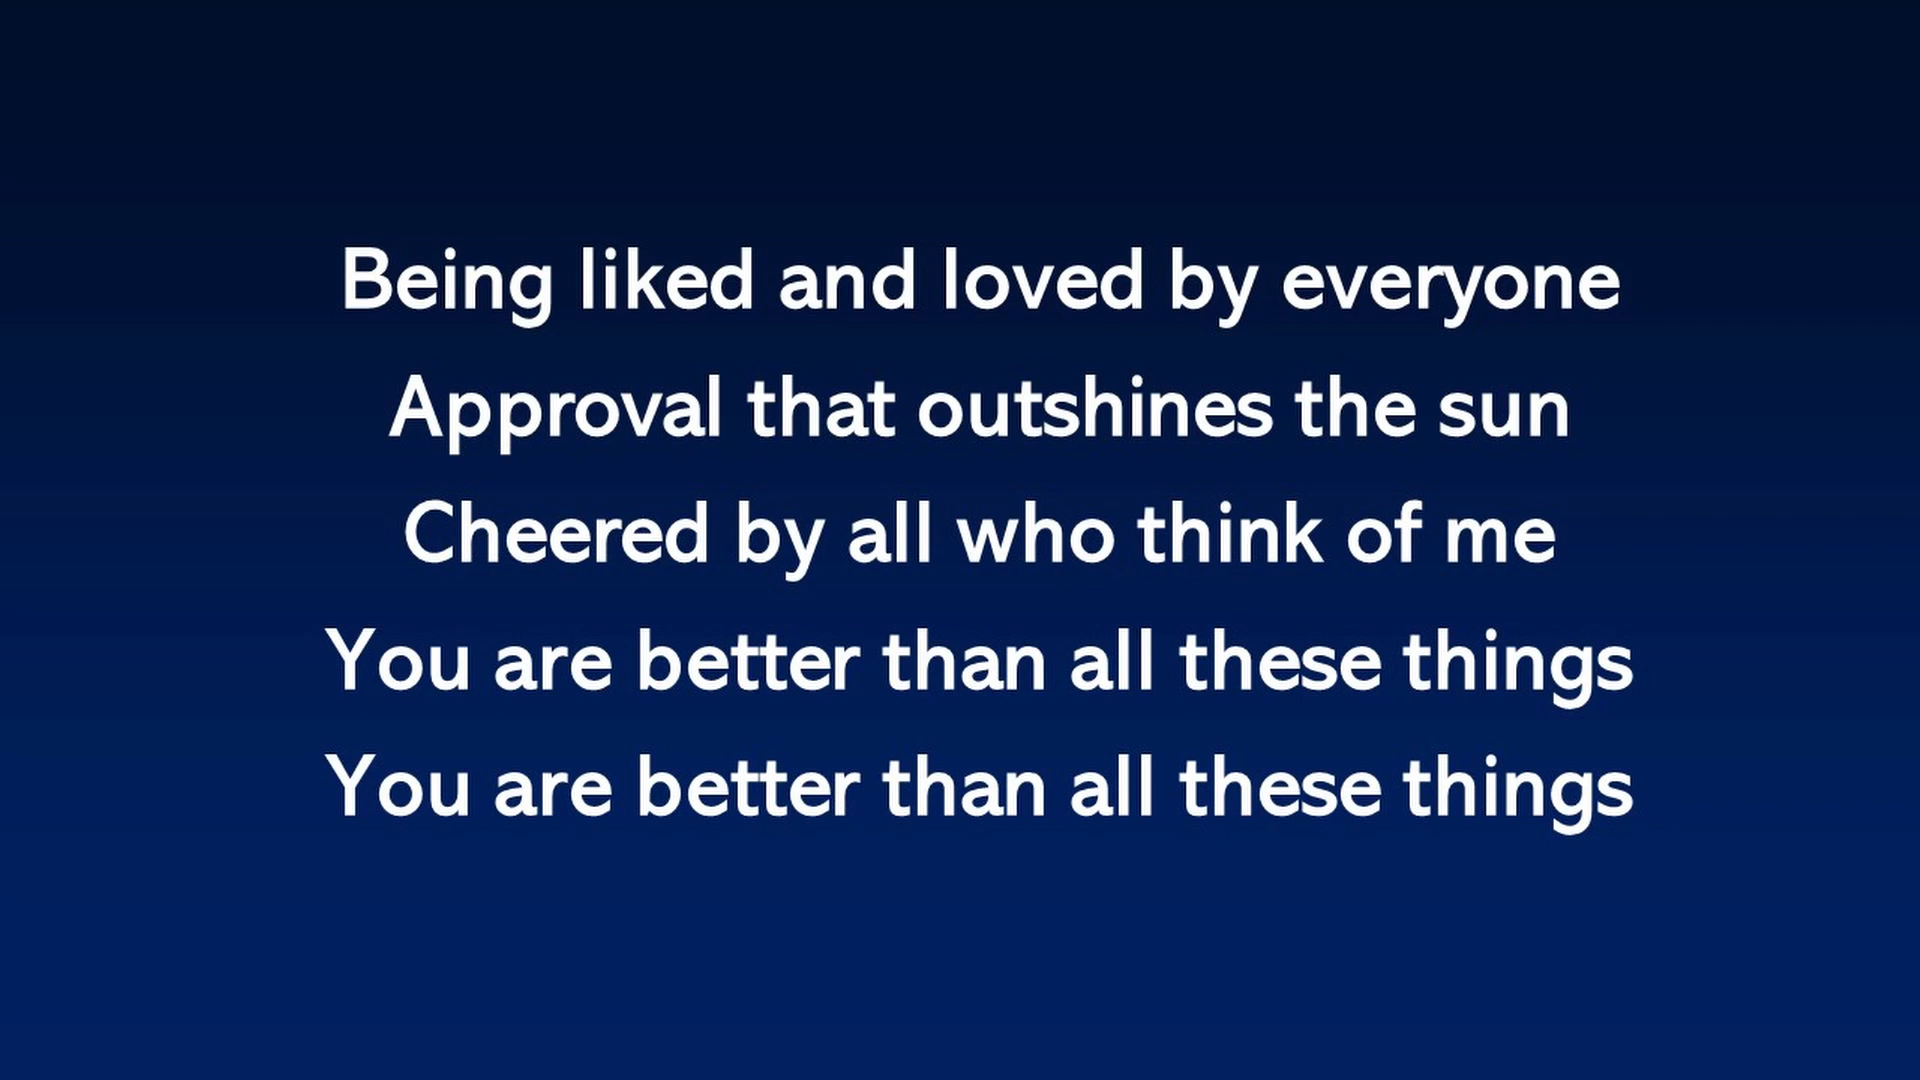 Being liked and loved by everyone
Approval that outshines the sun
Cheered by all who think of me
You are better than all these things
You are better than all these things